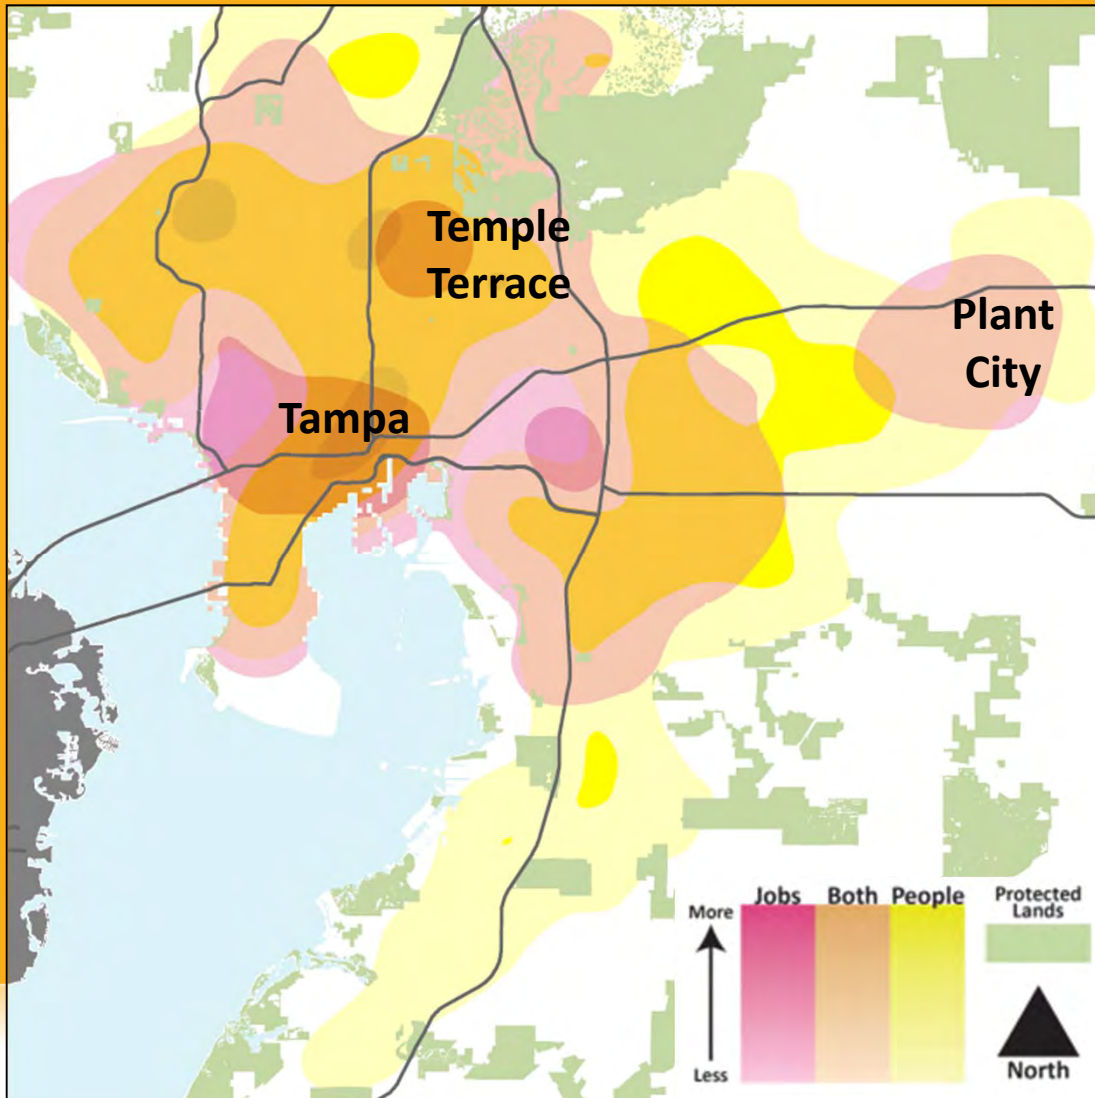 Temple
Terrace
Plant
City
Tampa
Jobs Both People
Protected
Lands
More
Less
North